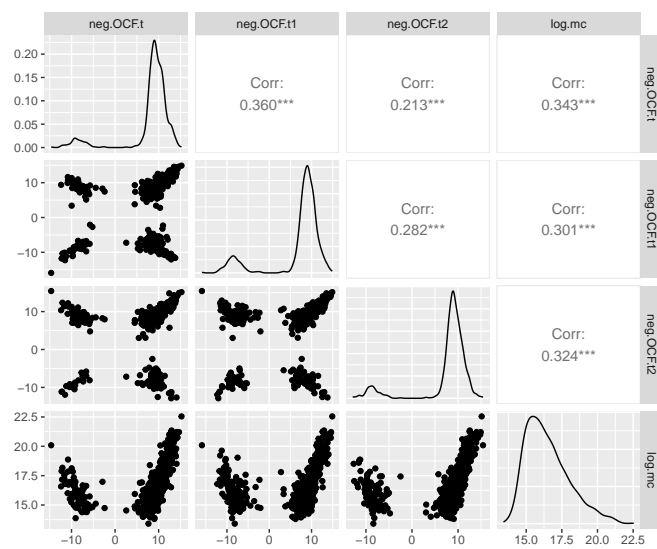 neg.OCF.t neg.OCF.t1 neg.OCF.t2 log.mc
0.20
0.15
0.10
0.05
0.00
Corr:
0.360***
Corr:
0.213***
Corr:
0.343***
neg.OCF.t
10
0
−10
Corr:
0.282***
Corr:
0.301***
neg.OCF.t1
10
0
−10
Corr:
0.324***
neg.OCF.t2
22.5
20.0
17.5
15.0
log.mc
−10 0 10 −10 0 10 −10 0 10 15.0 17.5 20.0 22.5